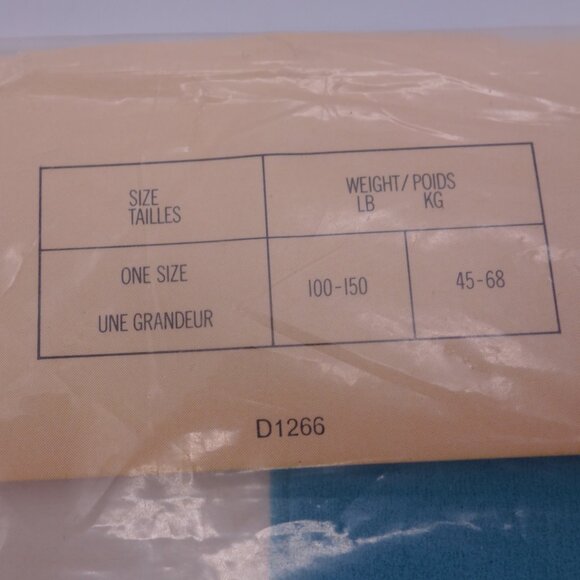 SIZE
TAILLES
WEIGHT/POIDS
LB KG
ONE SIZE
UNE GRANDEUR
100-150
45-68
D1266